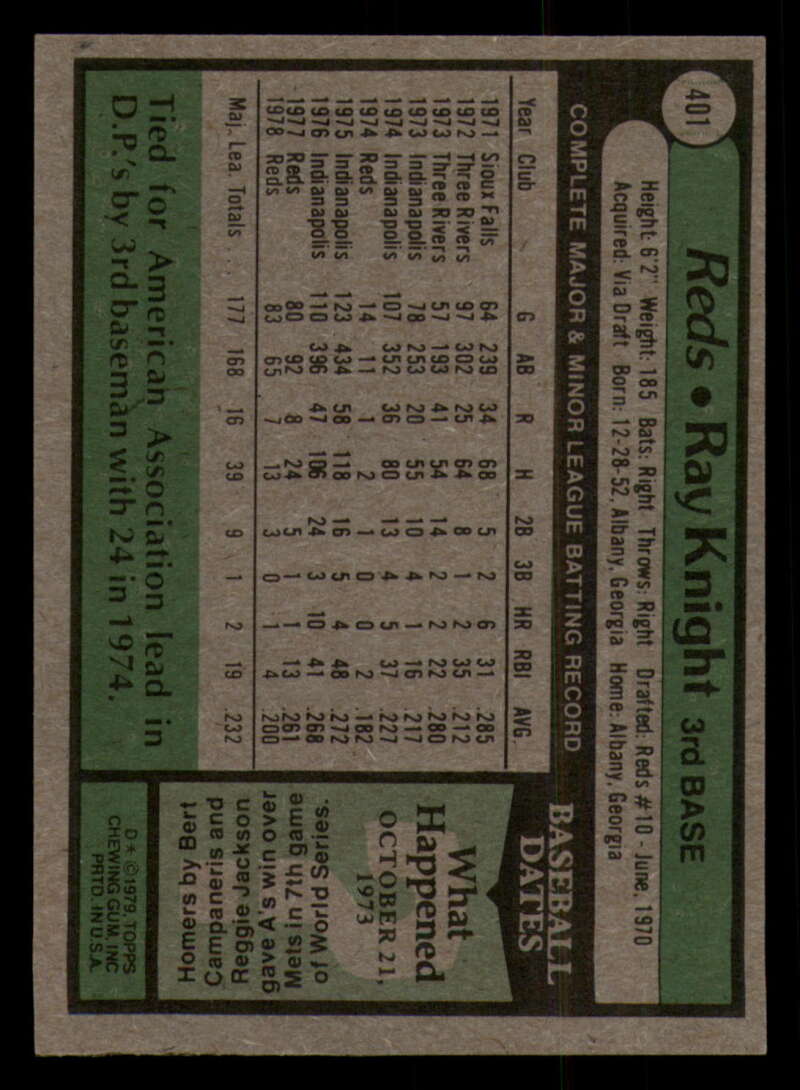 401
Reds • Ray Knight 3rd BASE
Height: 6'2" Weight: 185 Bats: Right Throws: Right Drafted: Reds #10 - June, 1970
Acquired: Via Draft Born: 12-28-52, Albany, Georgia Home: Albany, Georgia
COMPLETE MAJOR & MINOR LEAGUE BATTING RECORD
Year Club G AB R H 2B 3B HR RBI AVG.
1971 Sioux Falls 64 239 34 68 5 2 6 31 .285
1972 Three Rivers 97 302 25 64 8 1 2 35 .212
1973 Three Rivers 57 193 41 54 14 2 2 22 .280
1973 Indianapolis 78 253 20 55 10 4 1 16 .217
1974 Indianapolis 107 352 36 80 13 4 5 37 .227
1974 Reds 14 11 1 2 1 0 0 2 .182
1975 Indianapolis 123 434 58 118 16 5 4 48 .272
1976 Indianapolis 110 396 47 106 24 3 10 41 .268
1977 Reds 80 92 8 24 5 1 1 13 .261
1978 Reds 83 65 7 13 3 0 1 4 .200
Maj. Lea. Totals . . 177 168 16 39 9 1 2 19 .232
Tied for American Association lead in
D.P.'s by 3rd baseman with 24 in 1974.
BASEBALL
DATES
What
Happened
OCTOBER 21,
1973
Homers by Bert
Campaneris and
Reggie Jackson
gave A's win over
Mets in 7th game
of World Series.
D * ©1979, TOPPS
CHEWING GUM, INC
PRTD. IN U.S.A.